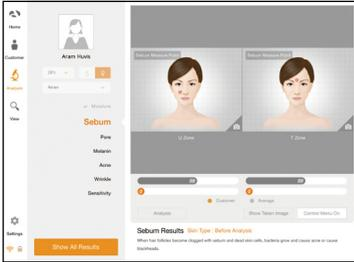 Home
Customer
Analysis
View
Settings
Aram Huvis
Asian
Moisture
Sebum
Pore
Melanin
Acne
Wrinkle
Sensitivity
Show All Results
Sebum Measure Point
Sebum Measure Point
U Zone
T Zone
Customer
Average
Analysis
Show Taken Image
Control Menu On
Sebum Results Skin Type : Before Analysis
When hair follicles become clogged with sebum and dead skin cells, bacteria grow and cause acne or cause
blackheads.